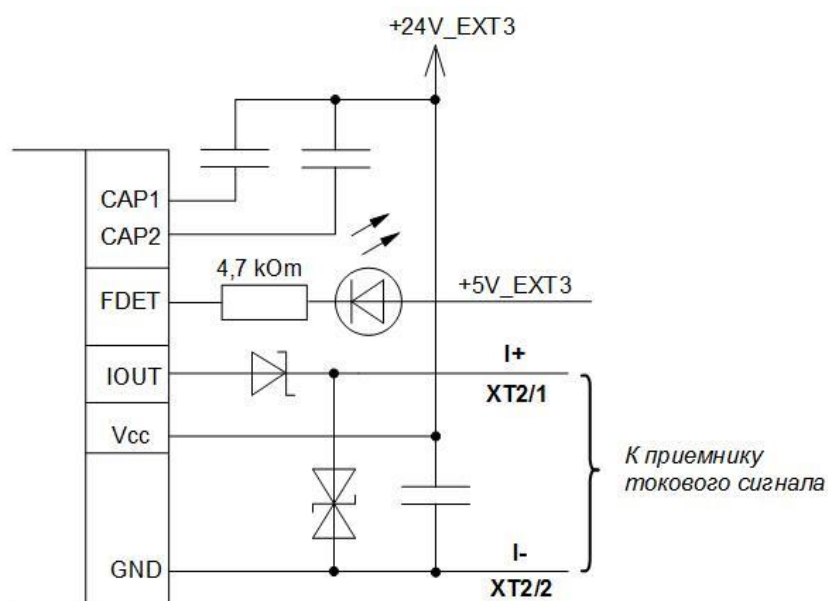 +24V_EXT3
CAP1
CAP2
4,7 kOm
FDET
+5V_EXT3
IOUT
I+
XT2/1
Vcc
К приемнику
токового сигнала
GND
I-
XT2/2